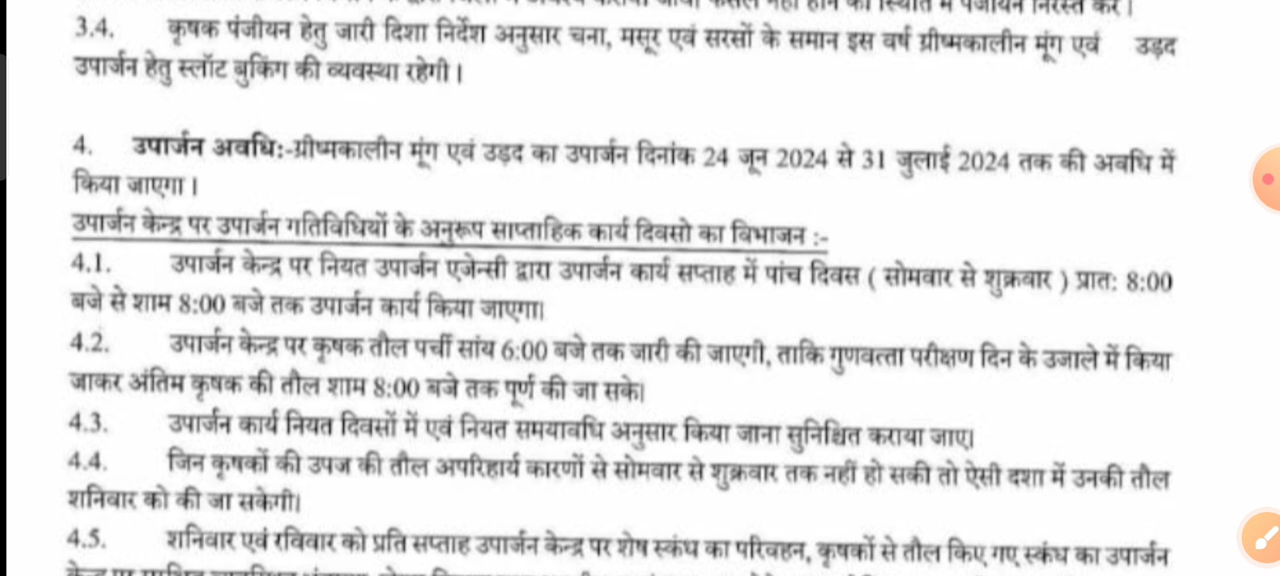 3.4. कृषक पंजीयन हेतु जारी दिशा निर्देश अनुसार चना, मसूर एवं सरसों के समान इस वर्ष ग्रीष्मकालीन मूंग एवं उड़द
उपार्जन हेतु स्लॉट बुकिंग की व्यवस्था रहेगी।
4. उपार्जन अवधि:-ग्रीष्मकालीन मूंग एवं उड़द का उपार्जन दिनांक 24 जून 2024 से 31 जुलाई 2024 तक की अवधि में
किया जाएगा।
उपार्जन केन्द्र पर उपार्जन गतिविधियों के अनुरूप साप्ताहिक कार्य दिवसो का विभाजन :-
4.1. उपार्जन केन्द्र पर नियत उपार्जन एजेन्सी द्वारा उपार्जन कार्य सप्ताह में पांच दिवस ( सोमवार से शुक्रवार ) प्रात: 8:00
बजे से शाम 8:00 बजे तक उपार्जन कार्य किया जाएगा।
4.2. उपार्जन केन्द्र पर कृषक तौल पर्ची सांय 6:00 बजे तक जारी की जाएगी, ताकि गुणवत्ता परीक्षण दिन के उजाले में किया
जाकर अंतिम कृषक की तौल शाम 8:00 बजे तक पूर्ण की जा सके।
4.3. उपार्जन कार्य नियत दिवसों में एवं नियत समयावधि अनुसार किया जाना सुनिश्चित कराया जाए।
4.4. जिन कृषकों की उपज की तौल अपरिहार्य कारणों से सोमवार से शुक्रवार तक नहीं हो सकी तो ऐसी दशा में उनकी तौल
शनिवार को की जा सकेगी।
4.5. शनिवार एवं रविवार को प्रति सप्ताह उपार्जन केन्द्र पर शेष स्कंध का परिवहन, कृषकों से तौल किए गए स्कंध का उपार्जन